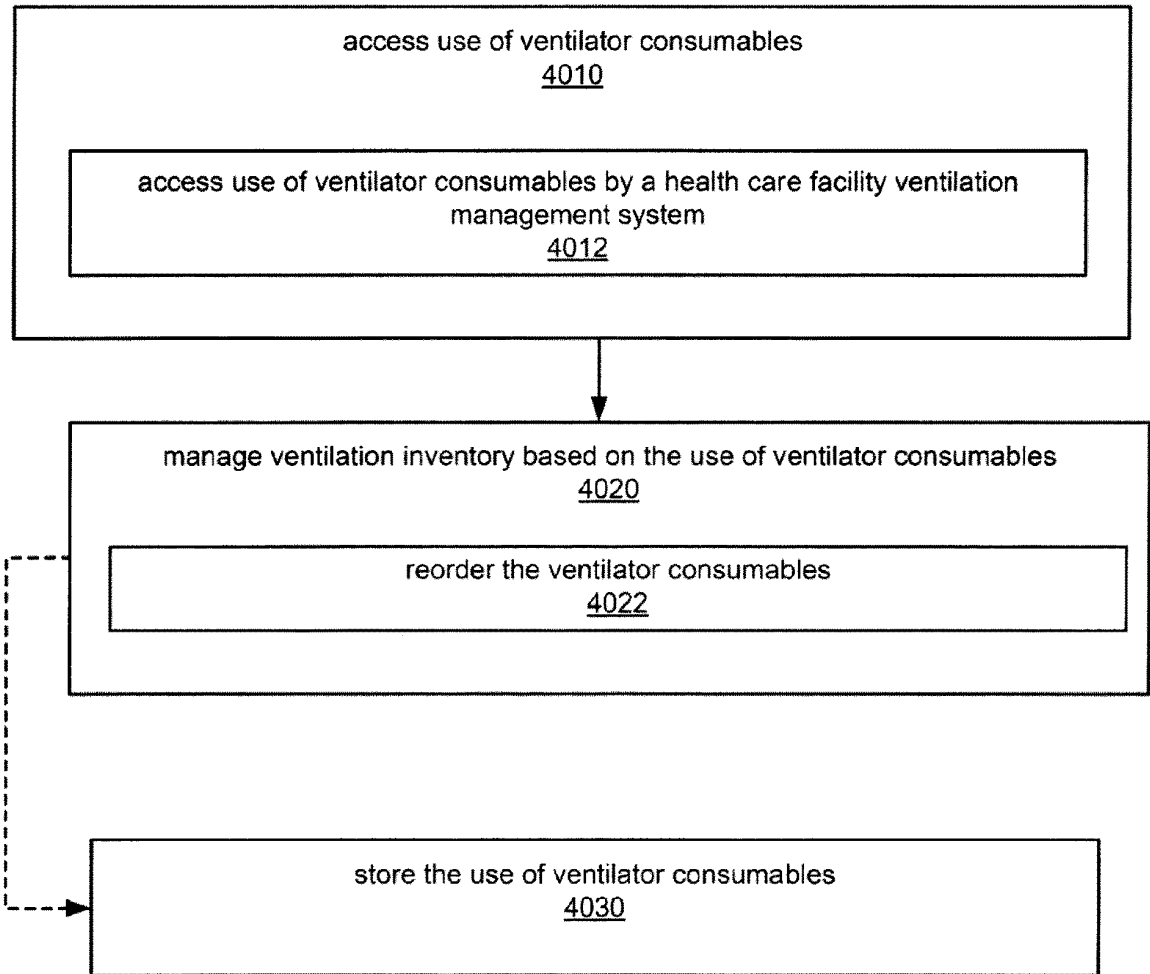 access use of ventilator consumables
4010
access use of ventilator consumables by a health care facility ventilation
management system
4012
manage ventilation inventory based on the use of ventilator consumables
4020
reorder the ventilator consumables
4022
store the use of ventilator consumables
4030